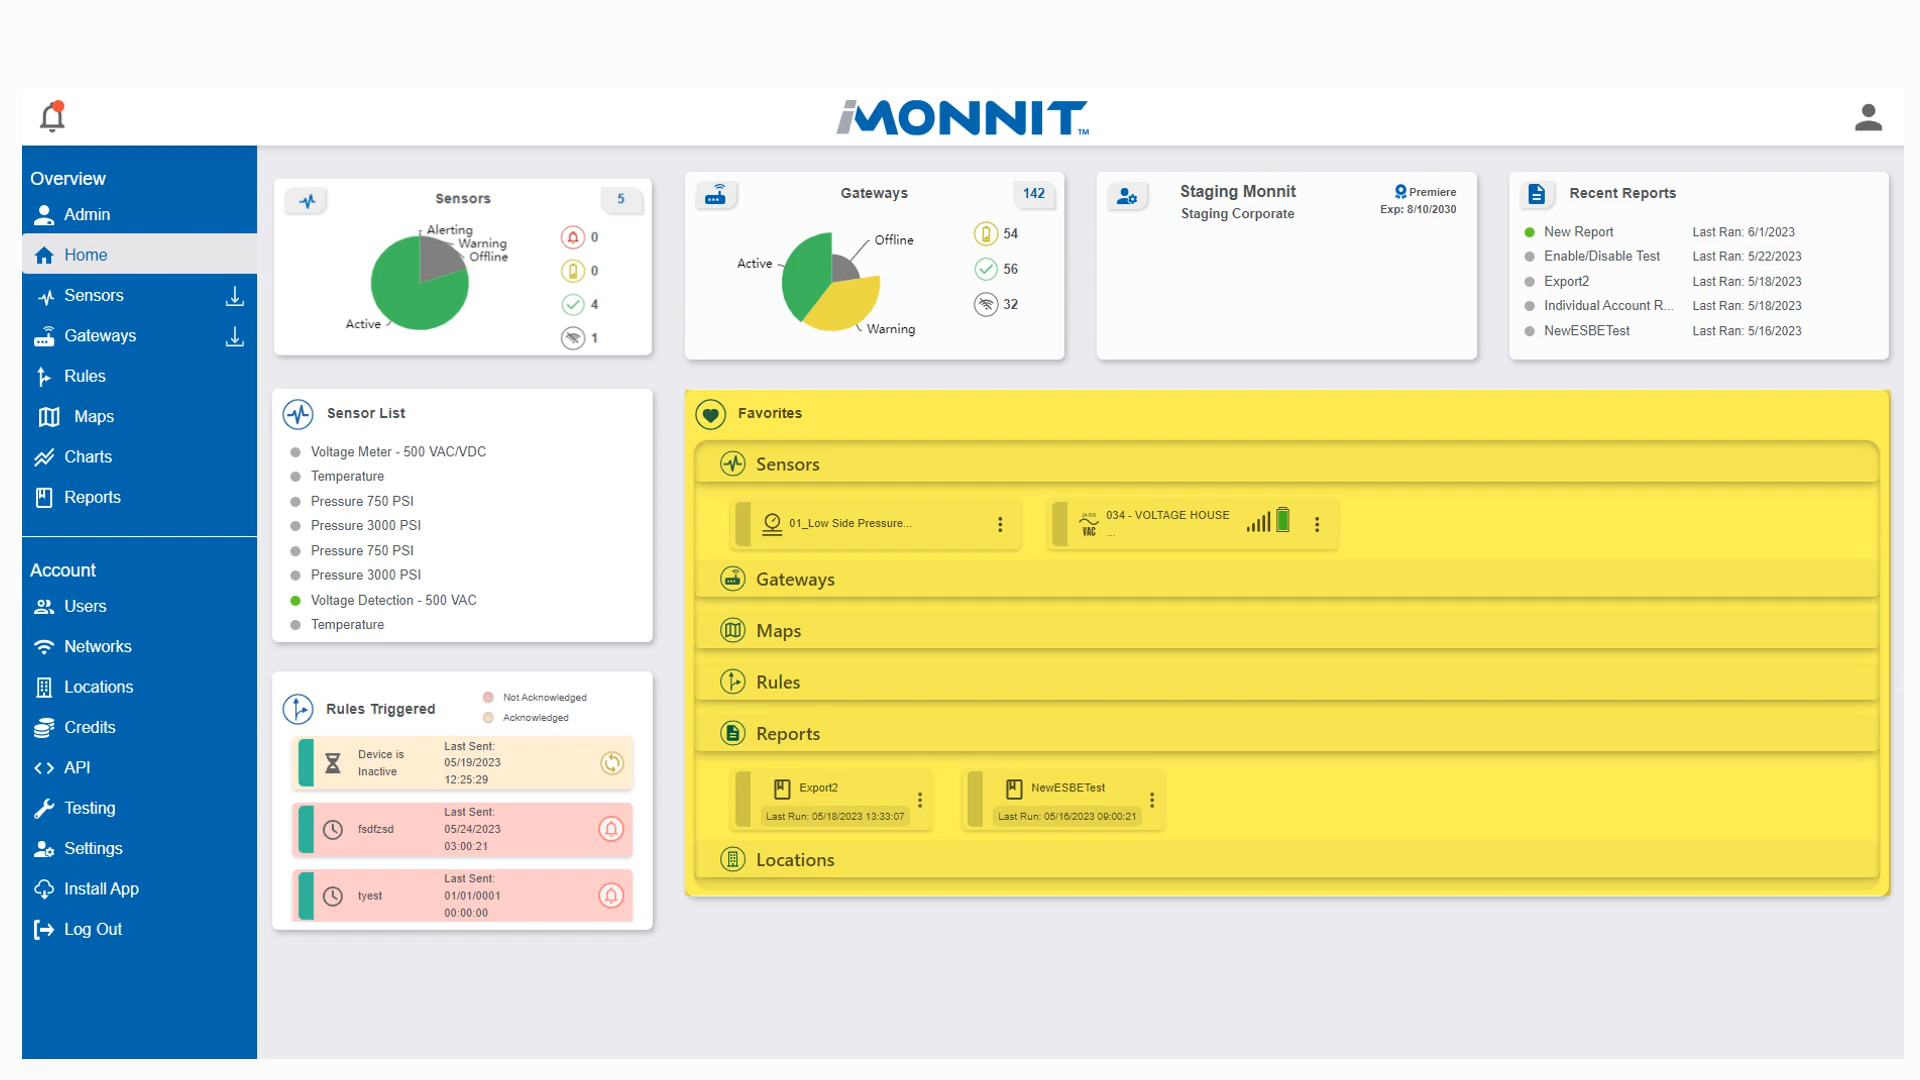 iMONNIT™
Overview
Admin
Home
Sensors
Gateways
Rules
Maps
Charts
Reports
Account
Users
Networks
Locations
Credits
API
Testing
Settings
Install App
Log Out
Sensors
5
Alerting
Warning
Offline
Active
0
0
4
1
Gateways
142
Active
Offline
Warning
54
56
32
Staging Monnit
Staging Corporate
Premiere
Exp: 8/10/2030
Recent Reports
New Report Last Ran: 6/1/2023
Enable/Disable Test Last Ran: 5/22/2023
Export2 Last Ran: 5/18/2023
Individual Account R... Last Ran: 5/18/2023
NewESBETest Last Ran: 5/16/2023
Sensor List
Voltage Meter - 500 VAC/VDC
Temperature
Pressure 750 PSI
Pressure 3000 PSI
Pressure 750 PSI
Pressure 3000 PSI
Voltage Detection - 500 VAC
Temperature
Rules Triggered
Not Acknowledged
Acknowledged
Device is
Inactive
Last Sent:
05/19/2023
12:25:29
fsdfzsd
Last Sent:
05/24/2023
03:00:21
tyest
Last Sent:
01/01/0001
00:00:00
Favorites
Sensors
01_Low Side Pressure...
VAC
034 - VOLTAGE HOUSE
...
Gateways
Maps
Rules
Reports
Export2
Last Run: 05/18/2023 13:33:07
NewESBETest
Last Run: 05/16/2023 09:00:21
Locations